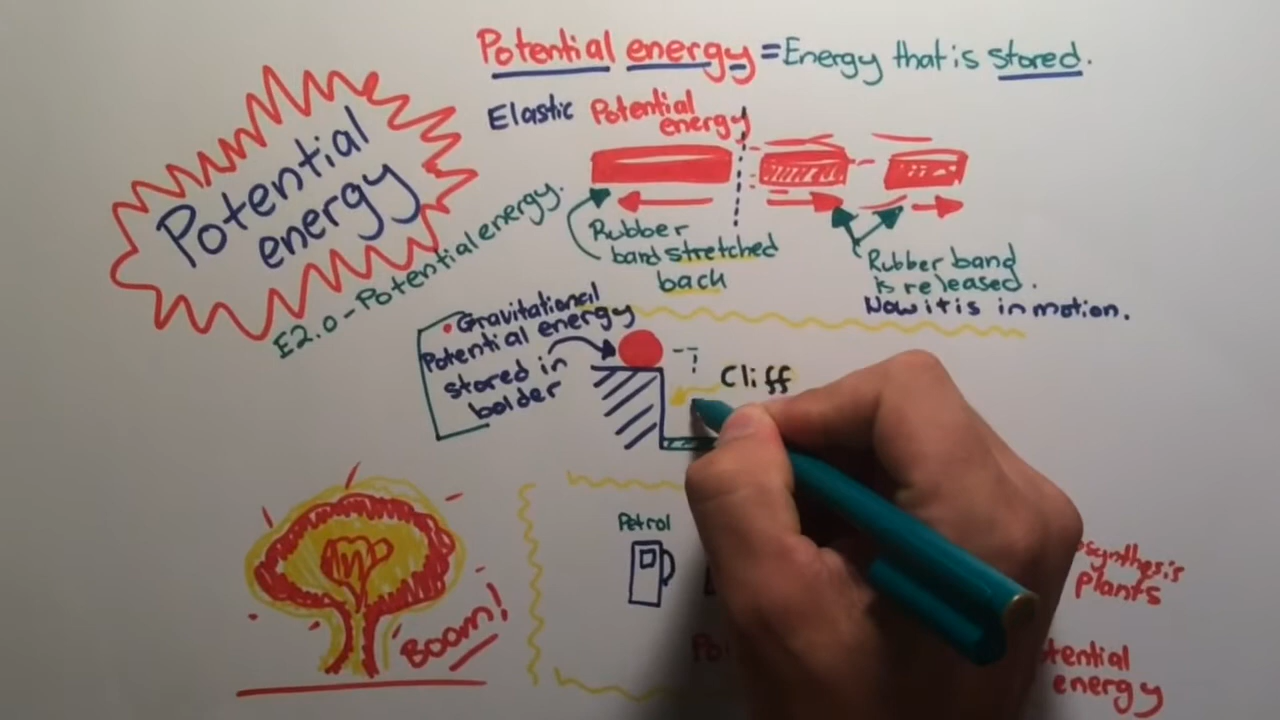 Potential energy = Energy that is stored.
Potential
energy
E2.0 - Potential energy.
Elastic Potential
energy
Rubber
band stretched
back
Rubber band
is released.
Now it is in motion.
• Gravitational
Potential energy
stored in
bolder
Cliff
Boom!
Petrol
plants
energy